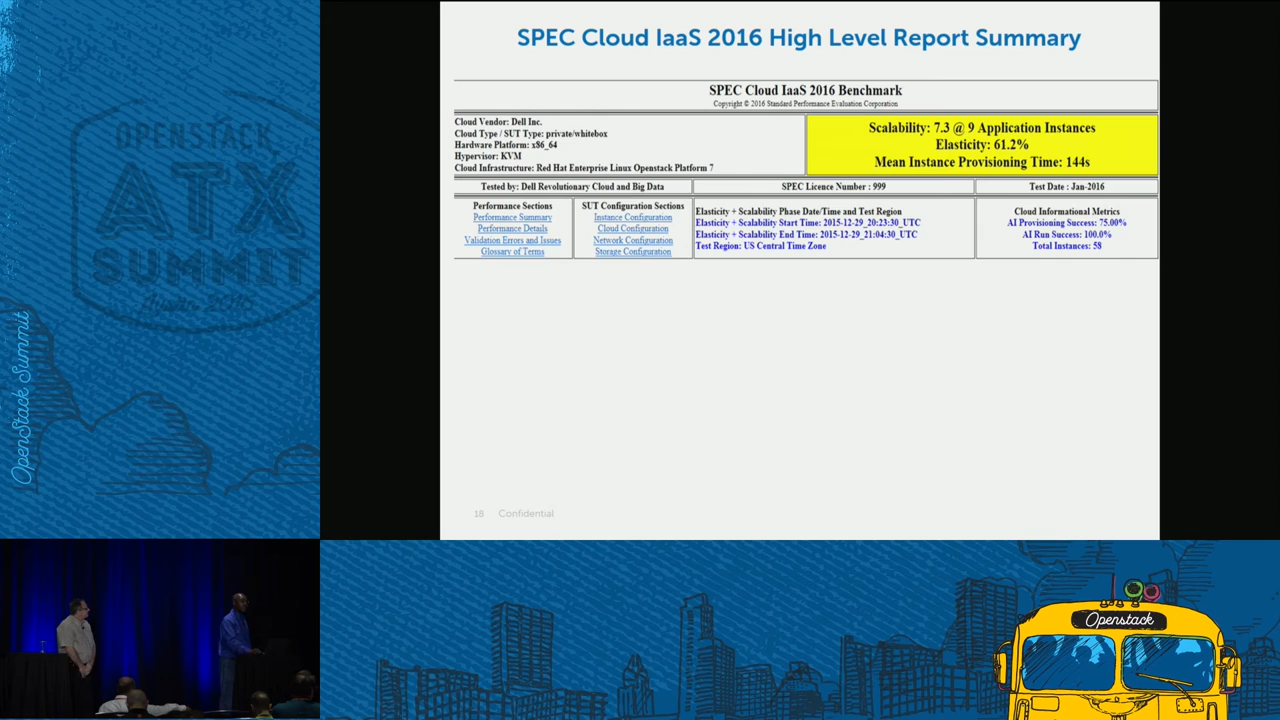 SPEC Cloud IaaS 2016 High Level Report Summary
SPEC Cloud IaaS 2016 Benchmark
Copyright © 2016 Standard Performance Evaluation Corporation
Cloud Vendor: Dell Inc.
Cloud Type / SUT Type: private/whitebox
Hardware Platform: x86_64
Hypervisor: KVM
Cloud Infrastructure: Red Hat Enterprise Linux Openstack Platform 7
Scalability: 7.3 @ 9 Application Instances
Elasticity: 61.2%
Mean Instance Provisioning Time: 144s
Tested by: Dell Revolutionary Cloud and Big Data
SPEC Licence Number : 999
Test Date : Jan-2016
Performance Sections
Performance Summary
Performance Details
Validation Errors and Issues
Glossary of Terms
SUT Configuration Sections
Instance Configuration
Cloud Configuration
Network Configuration
Storage Configuration
Elasticity + Scalability Phase Date/Time and Test Region
Elasticity + Scalability Start Time: 2015-12-29_20:23:30_UTC
Elasticity + Scalability End Time: 2015-12-29_21:04:30_UTC
Test Region: US Central Time Zone
Cloud Informational Metrics
AI Provisioning Success: 75.00%
AI Run Success: 100.0%
Total Instances: 58
18 Confidential
OPENSTACK
ATX
SUMMIT
Austin 2016
OpenStack Summit
Openstack